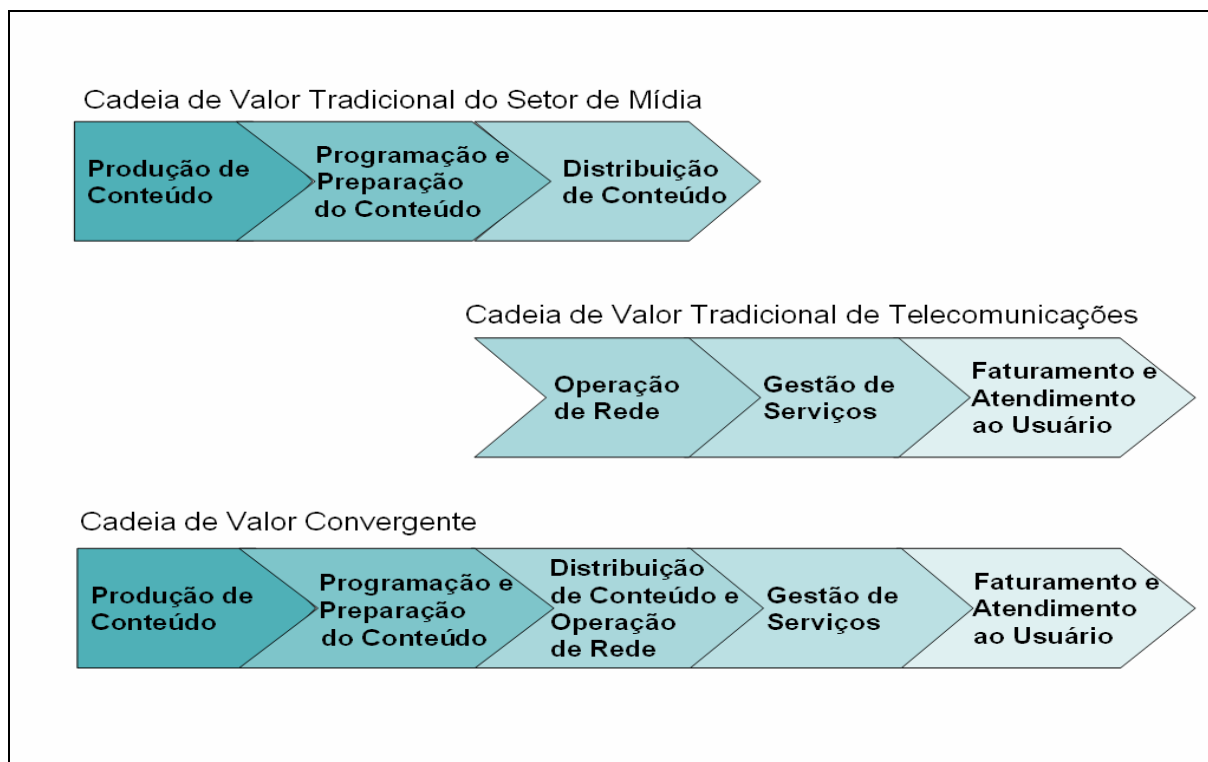 Cadeia de Valor Tradicional do Setor de Mídia
Produção de
Conteúdo
Programação e
Preparação
do Conteúdo
Distribuição
de Conteúdo
Cadeia de Valor Tradicional de Telecomunicações
Operação
de Rede
Gestão de
Serviços
Faturamento e
Atendimento
ao Usuário
Cadeia de Valor Convergente
Produção de
Conteúdo
Programação e
Preparação
do Conteúdo
Distribuição
de Conteúdo e
Operação
de Rede
Gestão de
Serviços
Faturamento e
Atendimento
ao Usuário